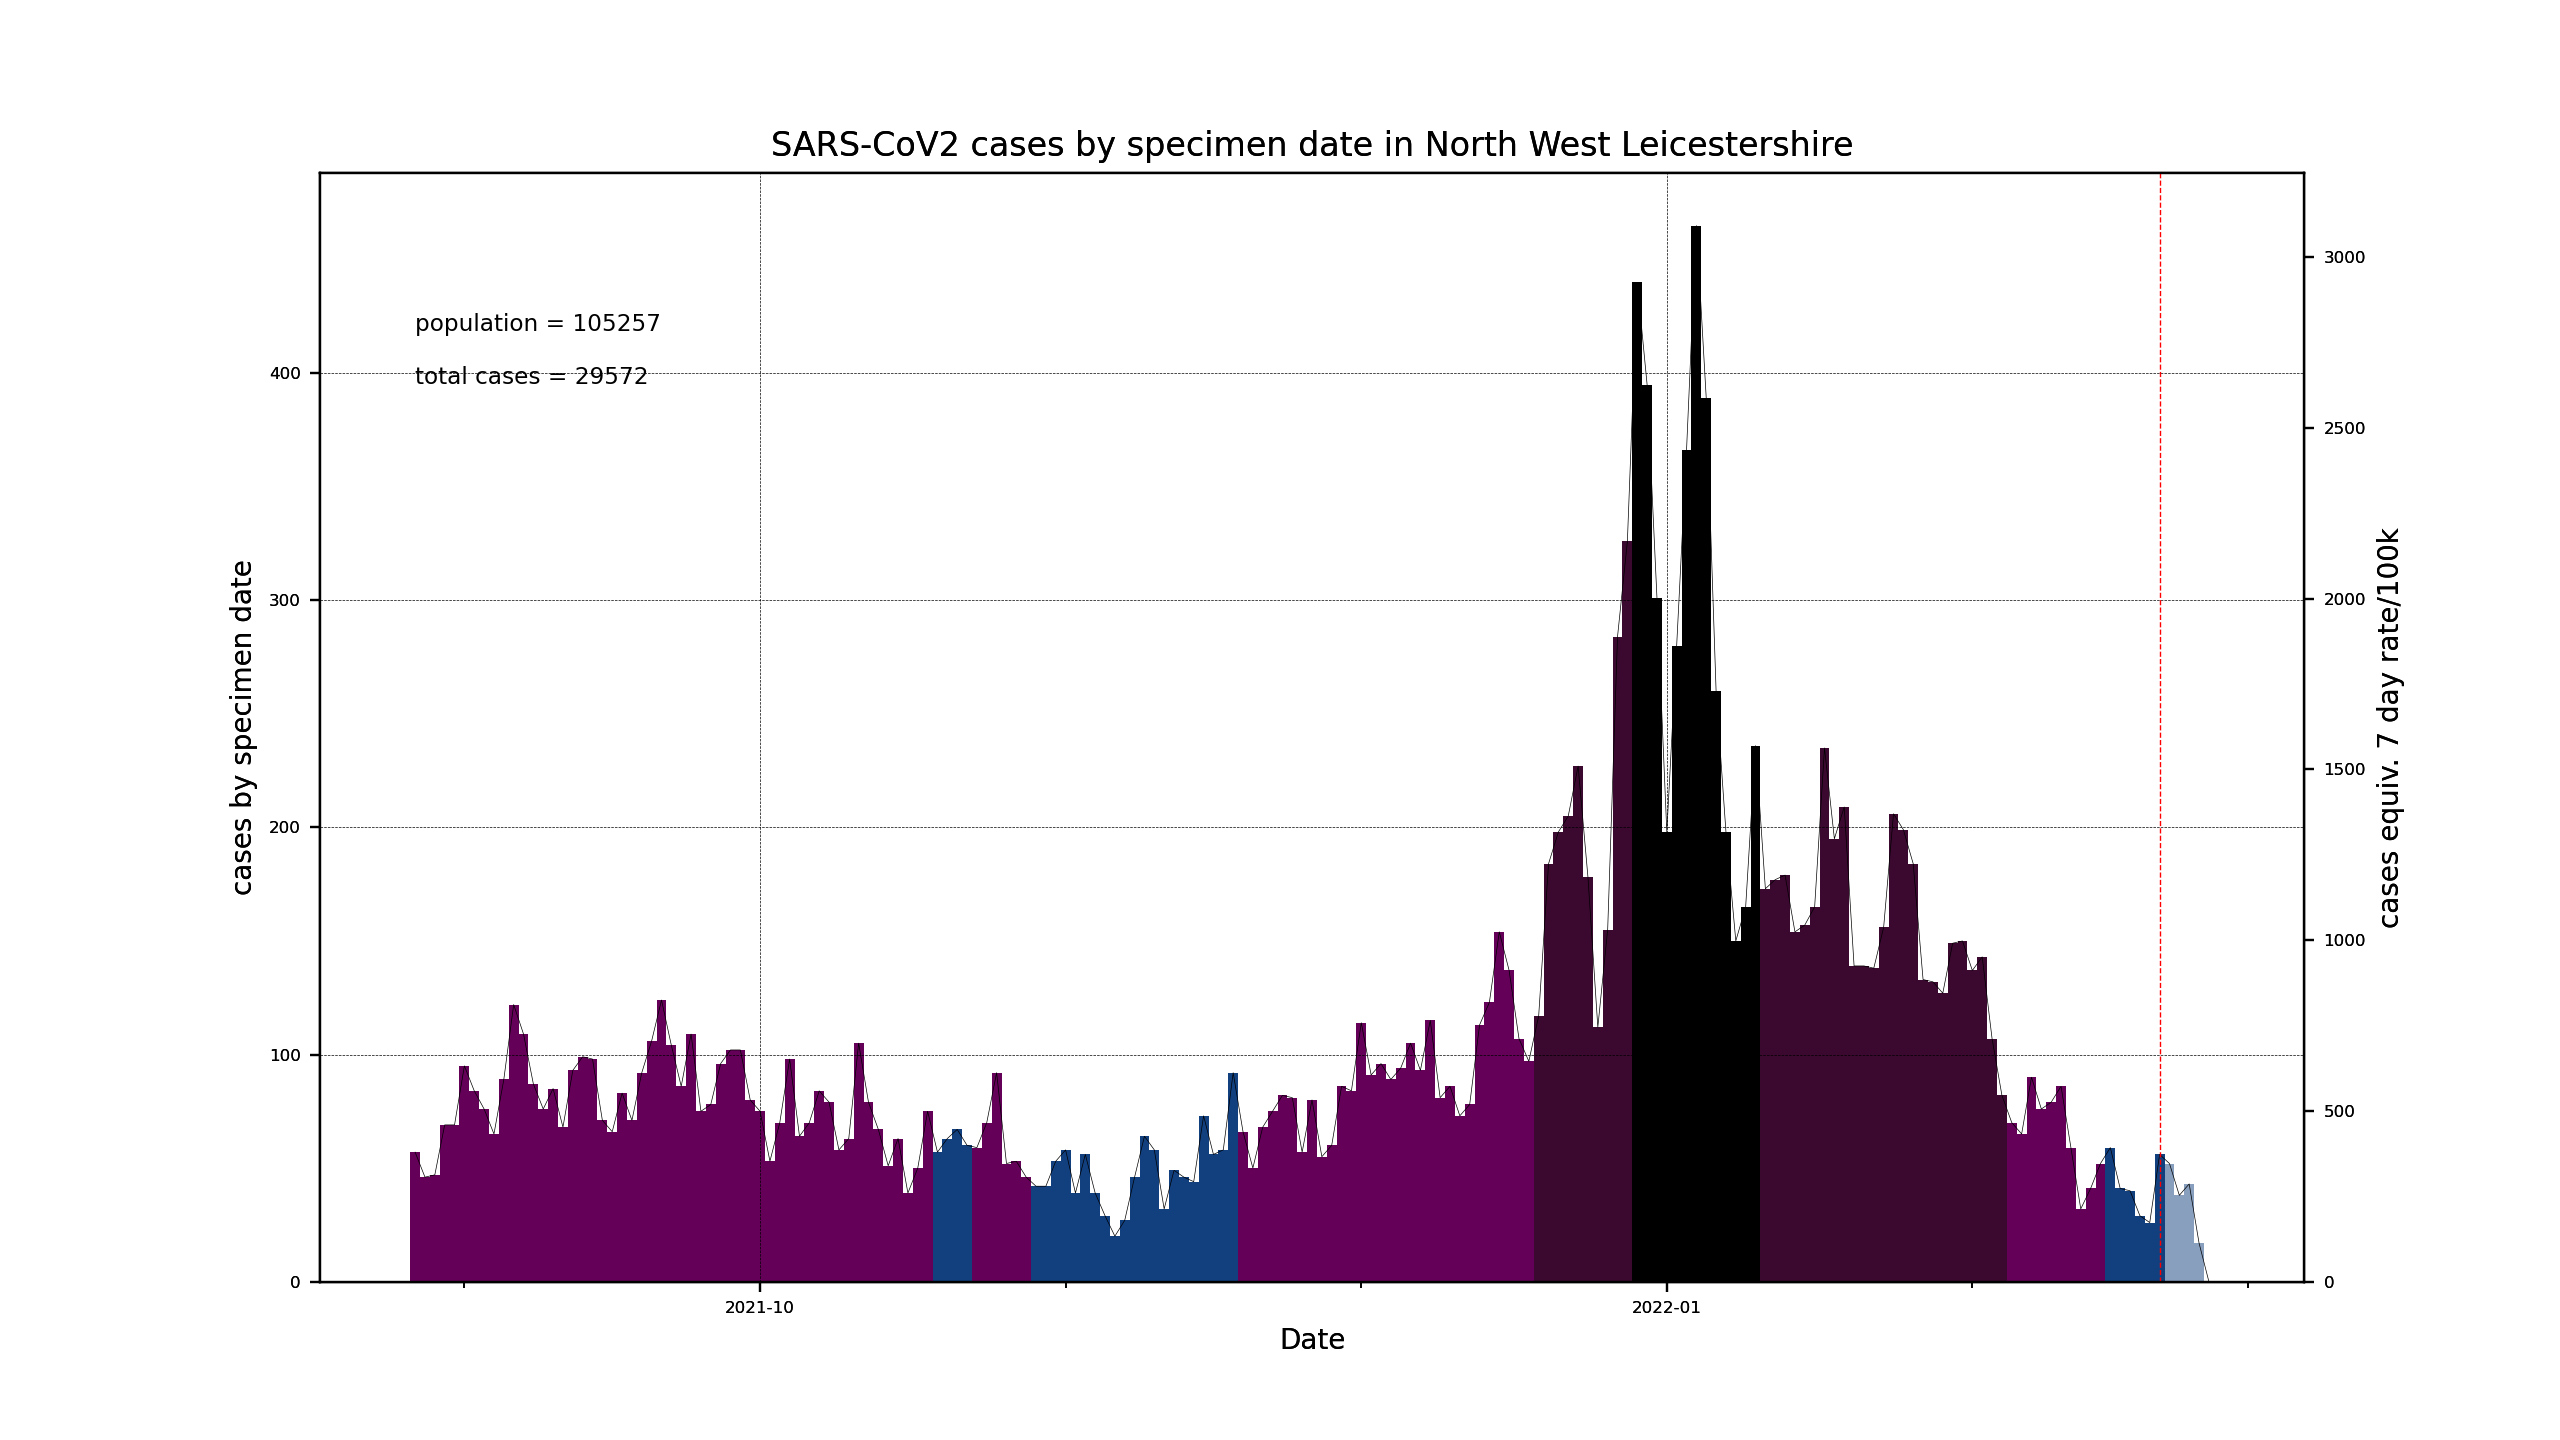 SARS-CoV2 cases by specimen date in North West Leicestershire
population = 105257
total cases = 29572
cases by specimen date
400
300
200
100
0
3000
2500
2000
1500
1000
500
0
cases equiv. 7 day rate/100k
2021-10
2022-01
Date